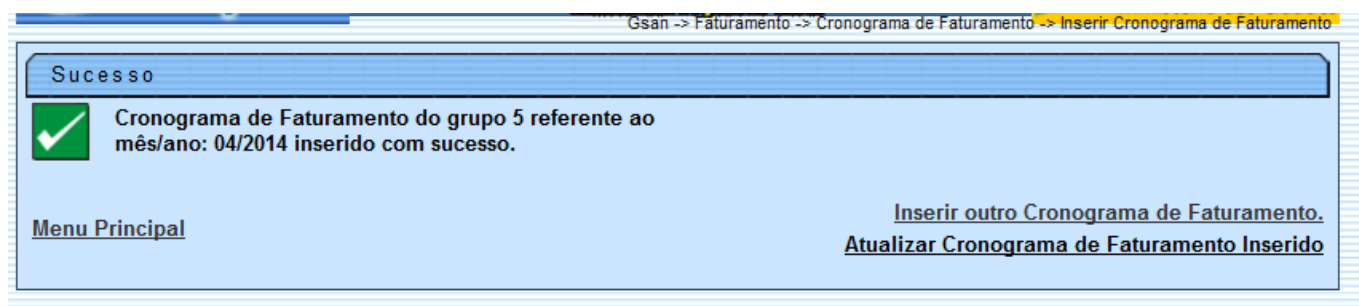 Gsan -> Faturamento -> Cronograma de Faturamento -> Inserir Cronograma de Faturamento
Sucesso
Cronograma de Faturamento do grupo 5 referente ao
mês/ano: 04/2014 inserido com sucesso.
Inserir outro Cronograma de Faturamento.
Menu Principal
Atualizar Cronograma de Faturamento Inserido